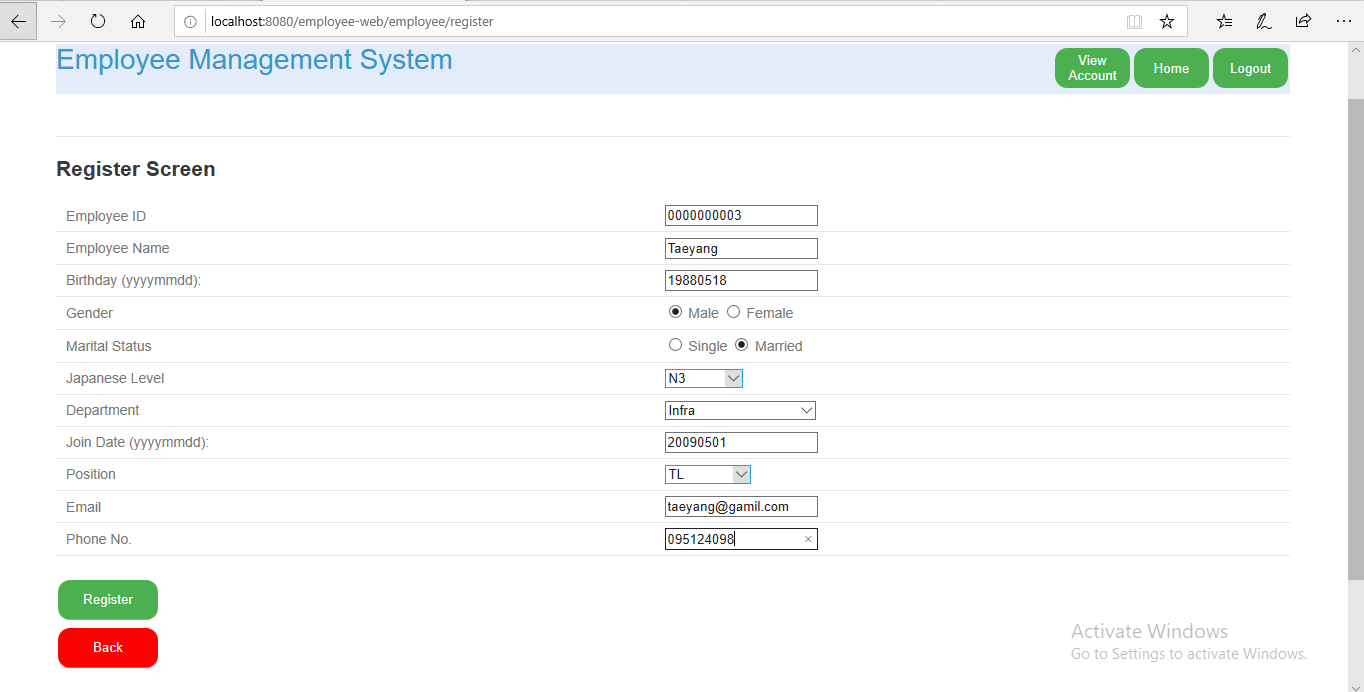 localhost:8080/employee-web/employee/register
Employee Management System
View
Account
Home
Logout
Register Screen
Employee ID 0000000003
Employee Name Taeyang
Birthday (yyyymmdd): 19880518
Gender Male Female
Marital Status Single Married
Japanese Level N3
Department Infra
Join Date (yyyymmdd): 20090501
Position TL
Email taeyang@gamil.com
Phone No. 095124098
Register
Back
Activate Windows
Go to Settings to activate Windows.